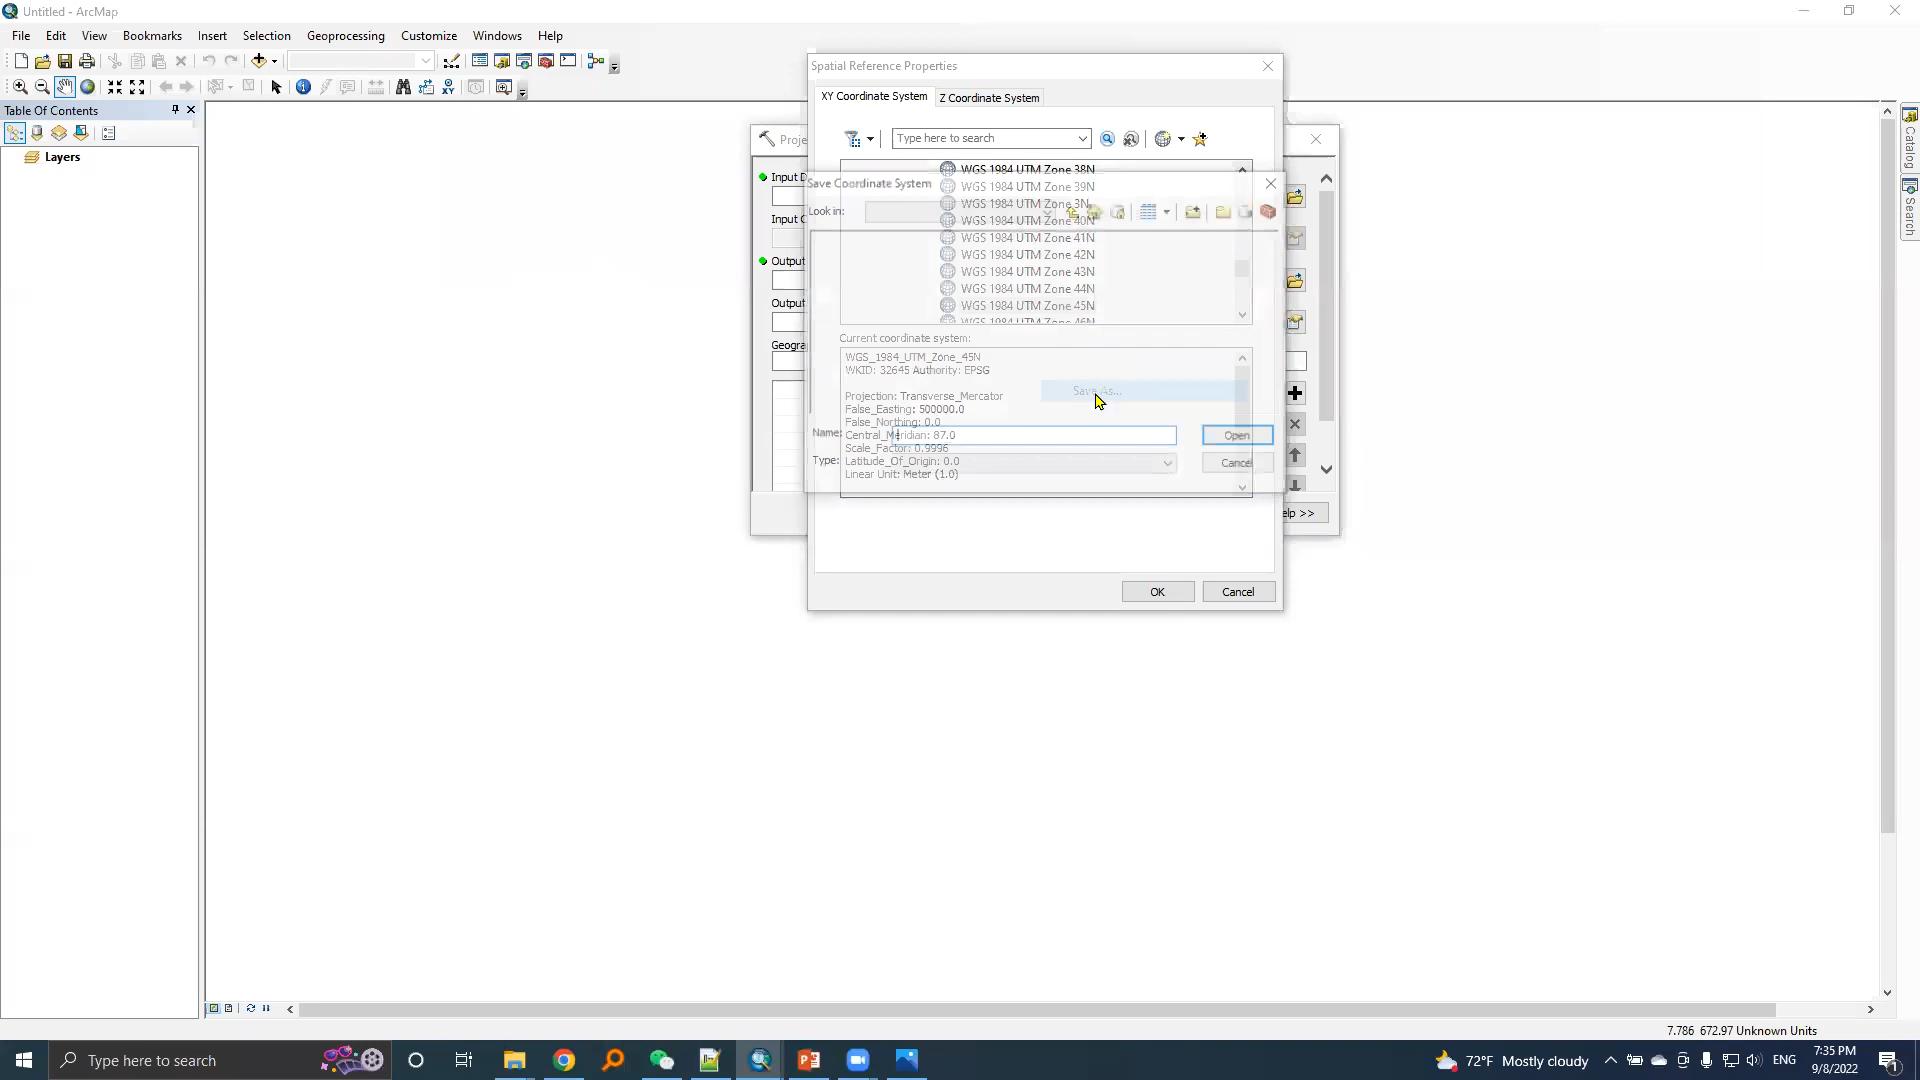 Untitled - ArcMap
File Edit View Bookmarks Insert Selection Geoprocessing Customize Windows Help
Table Of Contents
Layers
Spatial Reference Properties
XY Coordinate System Z Coordinate System
Type here to search
WGS 1984 UTM Zone 38N
Save Coordinate System
WGS 1984 UTM Zone 39N
WGS 1984 UTM Zone 3N
Look in:
WGS 1984 UTM Zone 40N
WGS 1984 UTM Zone 41N
WGS 1984 UTM Zone 42N
WGS 1984 UTM Zone 43N
WGS 1984 UTM Zone 44N
WGS 1984 UTM Zone 45N
WGS 1984 UTM Zone 46N
Current coordinate system:
WGS_1984_UTM_Zone_45N
WKID: 32645 Authority: EPSG
Save As...
Projection: Transverse_Mercator
False_Easting: 500000.0
False_Northing: 0.0
Name:
Central_Meridian: 87.0
Open
Scale_Factor: 0.9996
Type:
Latitude_Of_Origin: 0.0
Cancel
Linear Unit: Meter (1.0)
OK Cancel
Output
Output
Help >>
Catalog
Search
7.786 672.97 Unknown Units
Type here to search
72°F Mostly cloudy
ENG
7:35 PM
9/8/2022
1